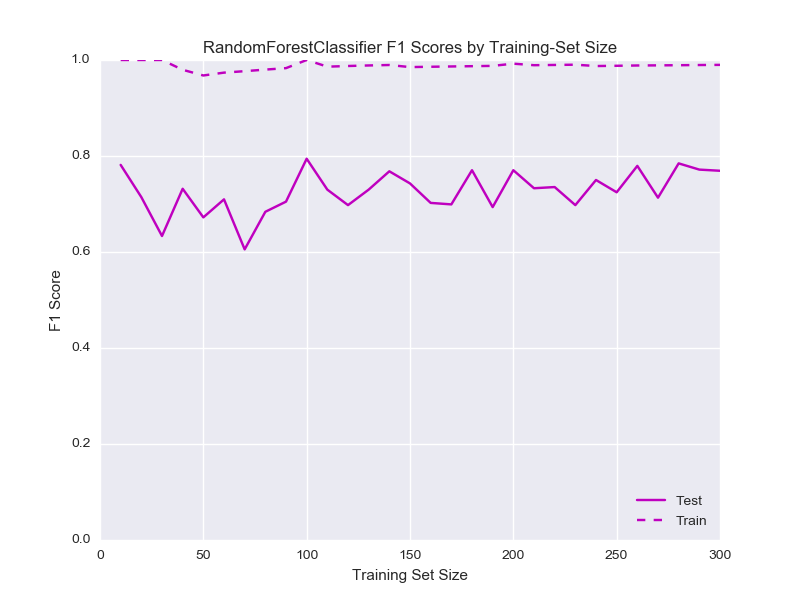 RandomForestClassifier F1 Scores by Training-Set Size
1.0
0.8
0.6
0.4
0.2
0.0
F1 Score
Test
Train
0 50 100 150 200 250 300
Training Set Size